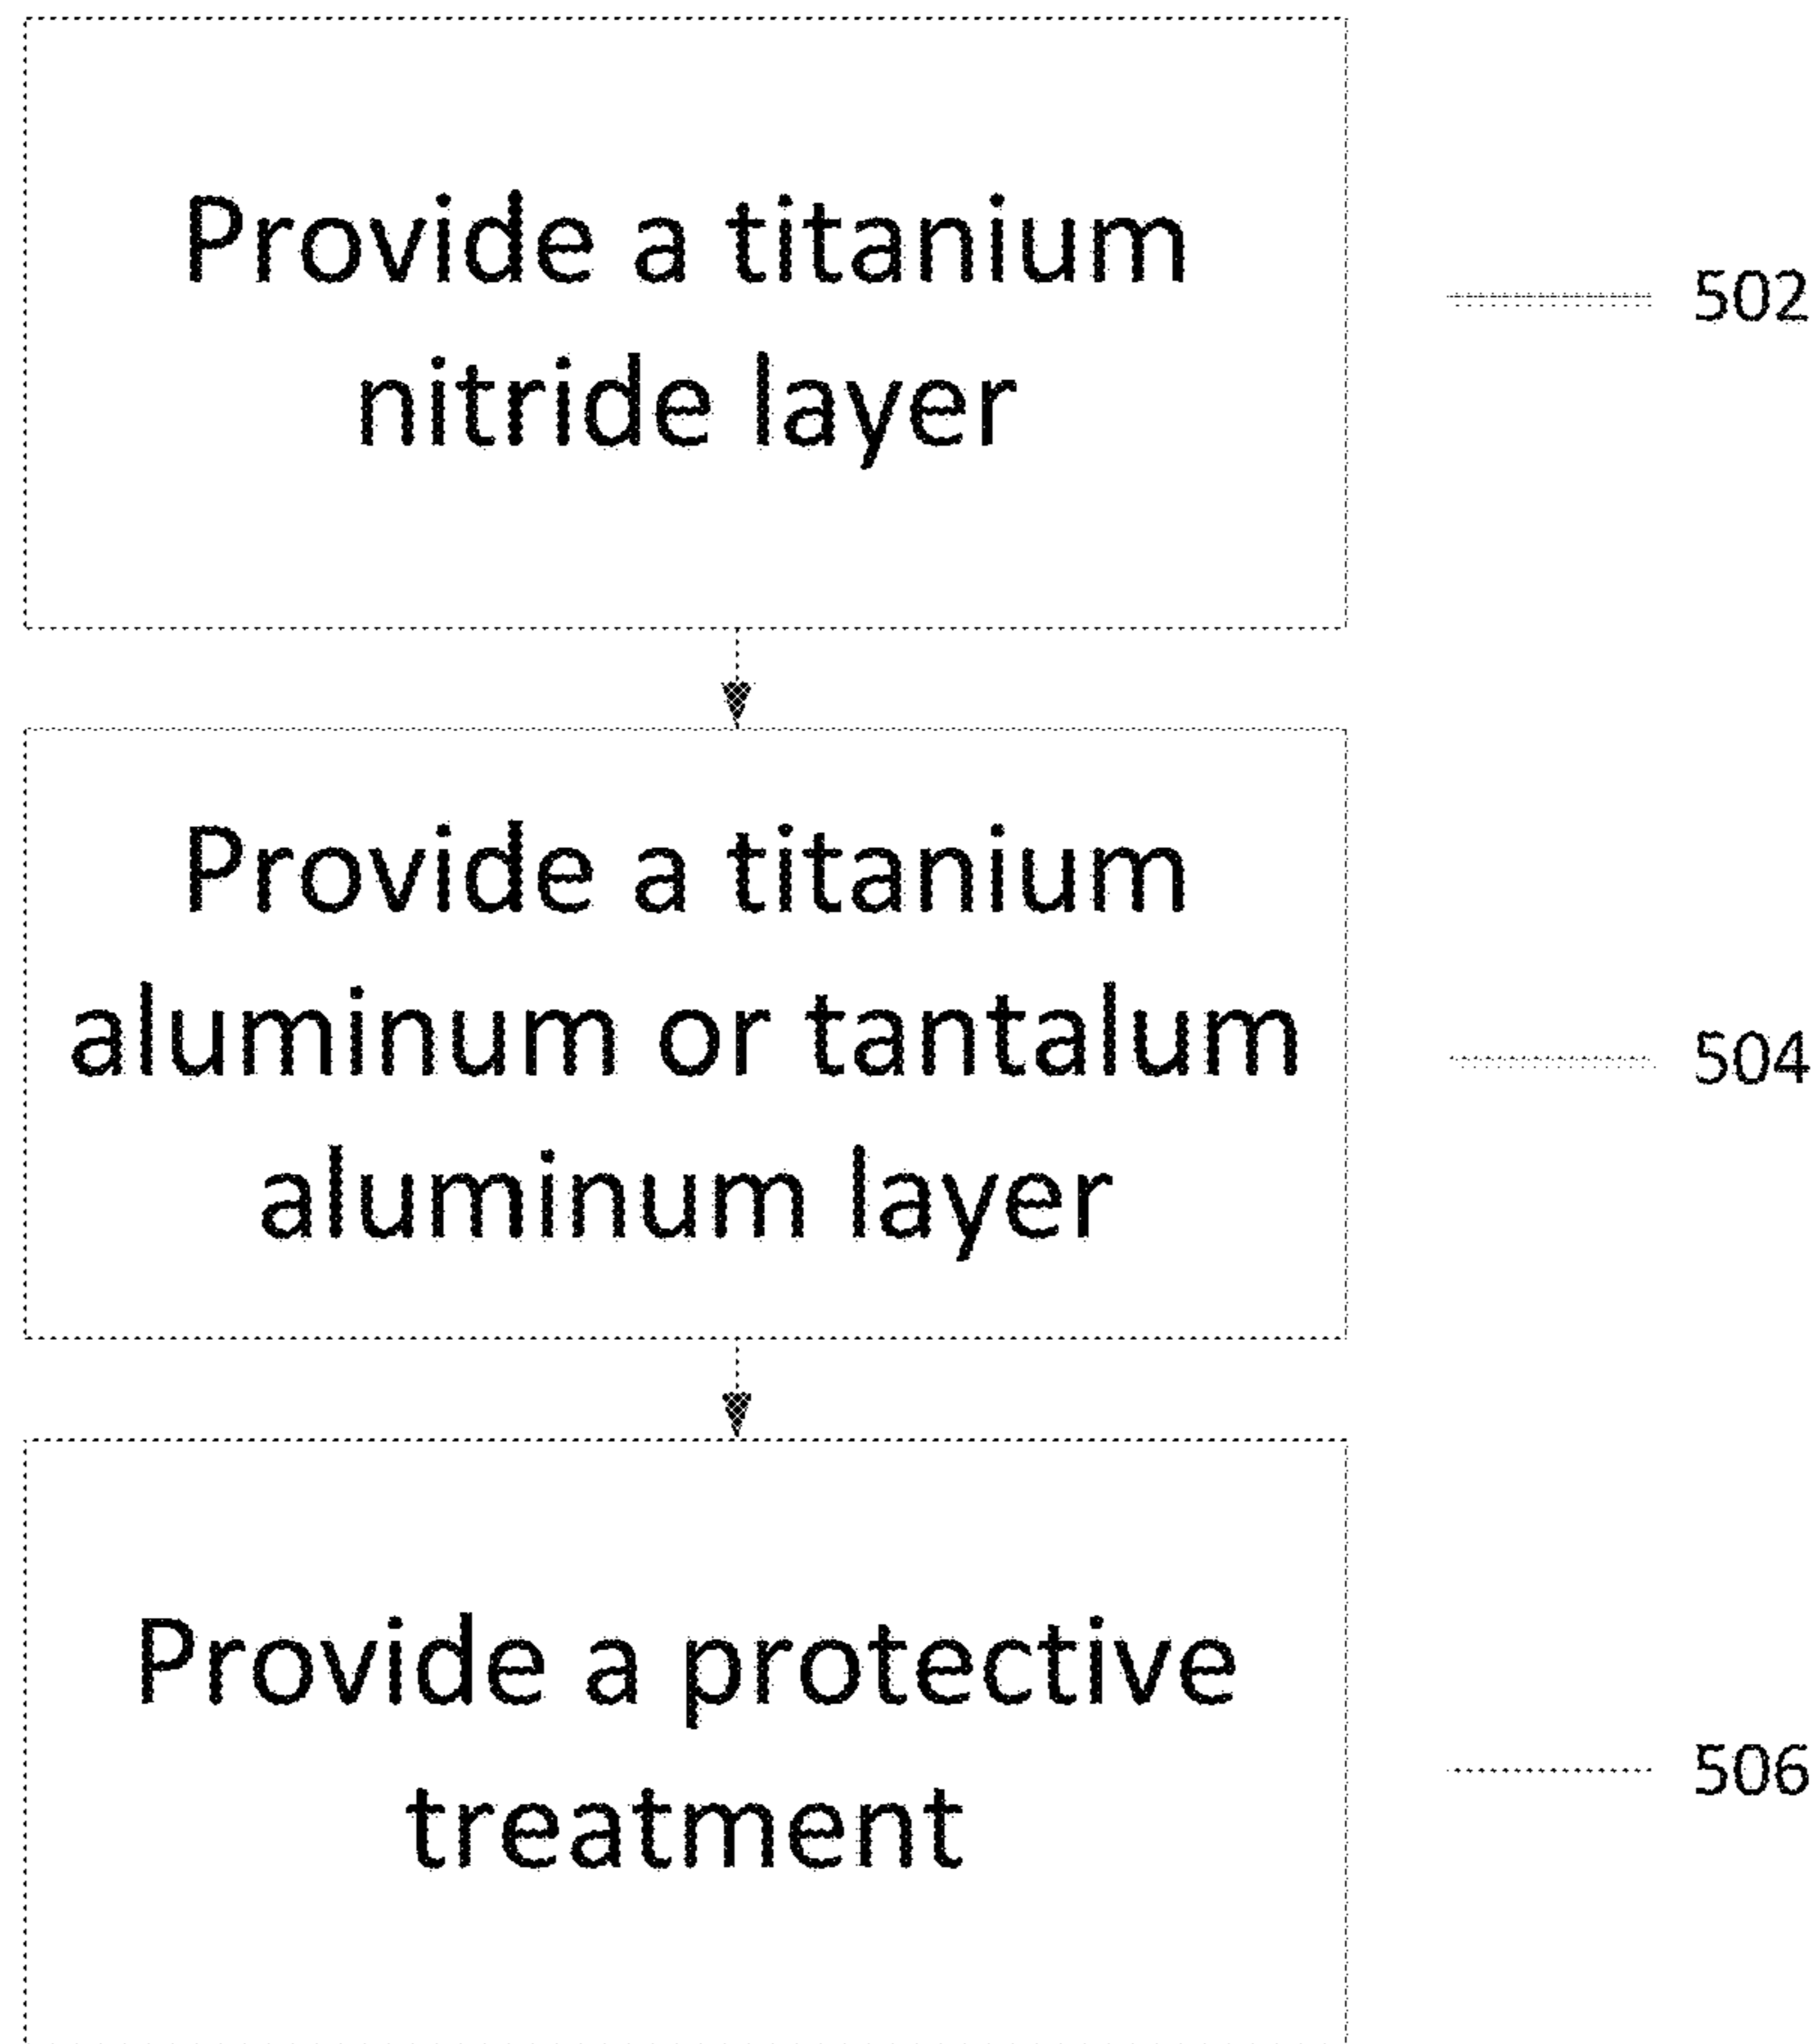 Provide a titanium
nitride layer
502
Provide a titanium
aluminum or tantalum
aluminum layer
504
Provide a protective
treatment
506